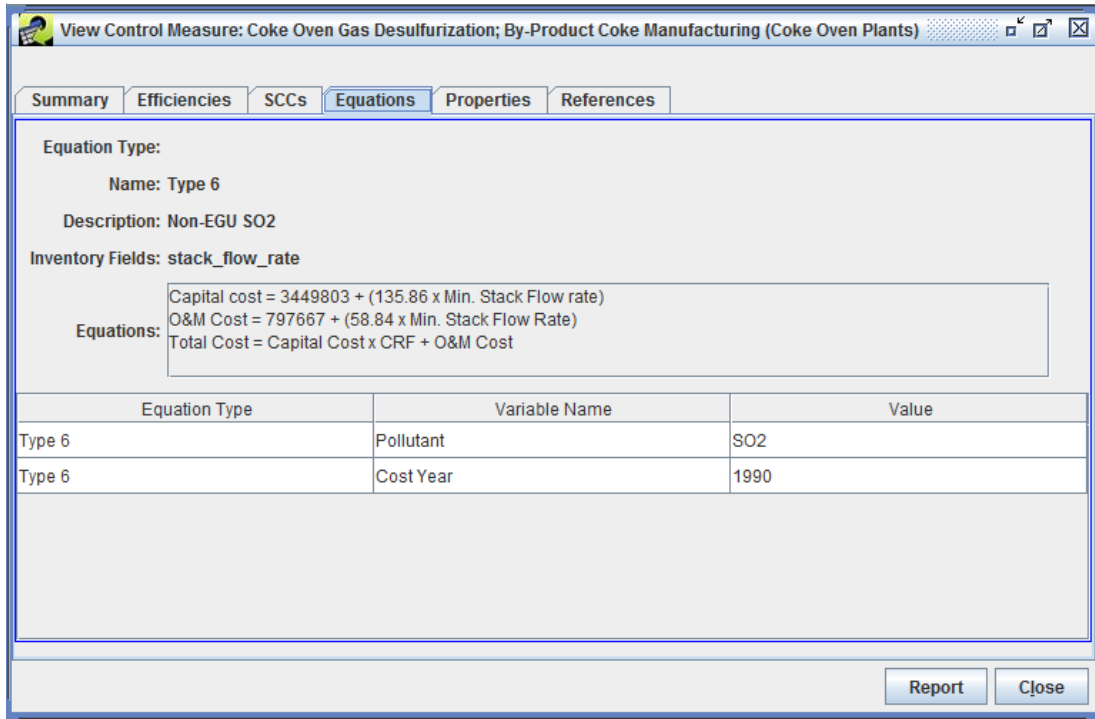 View Control Measure: Coke Oven Gas Desulfurization; By-Product Coke Manufacturing (Coke Oven Plants)
Summary Efficiencies SCCs Equations Properties References
Equation Type:
Name: Type 6
Description: Non-EGU SO2
Inventory Fields: stack_flow_rate
Equations:
Capital cost = 3449803 + (135.86 x Min. Stack Flow rate)
O&M Cost = 797667 + (58.84 x Min. Stack Flow Rate)
Total Cost = Capital Cost x CRF + O&M Cost
Equation Type Variable Name Value
Type 6 Pollutant SO2
Type 6 Cost Year 1990
Report Close